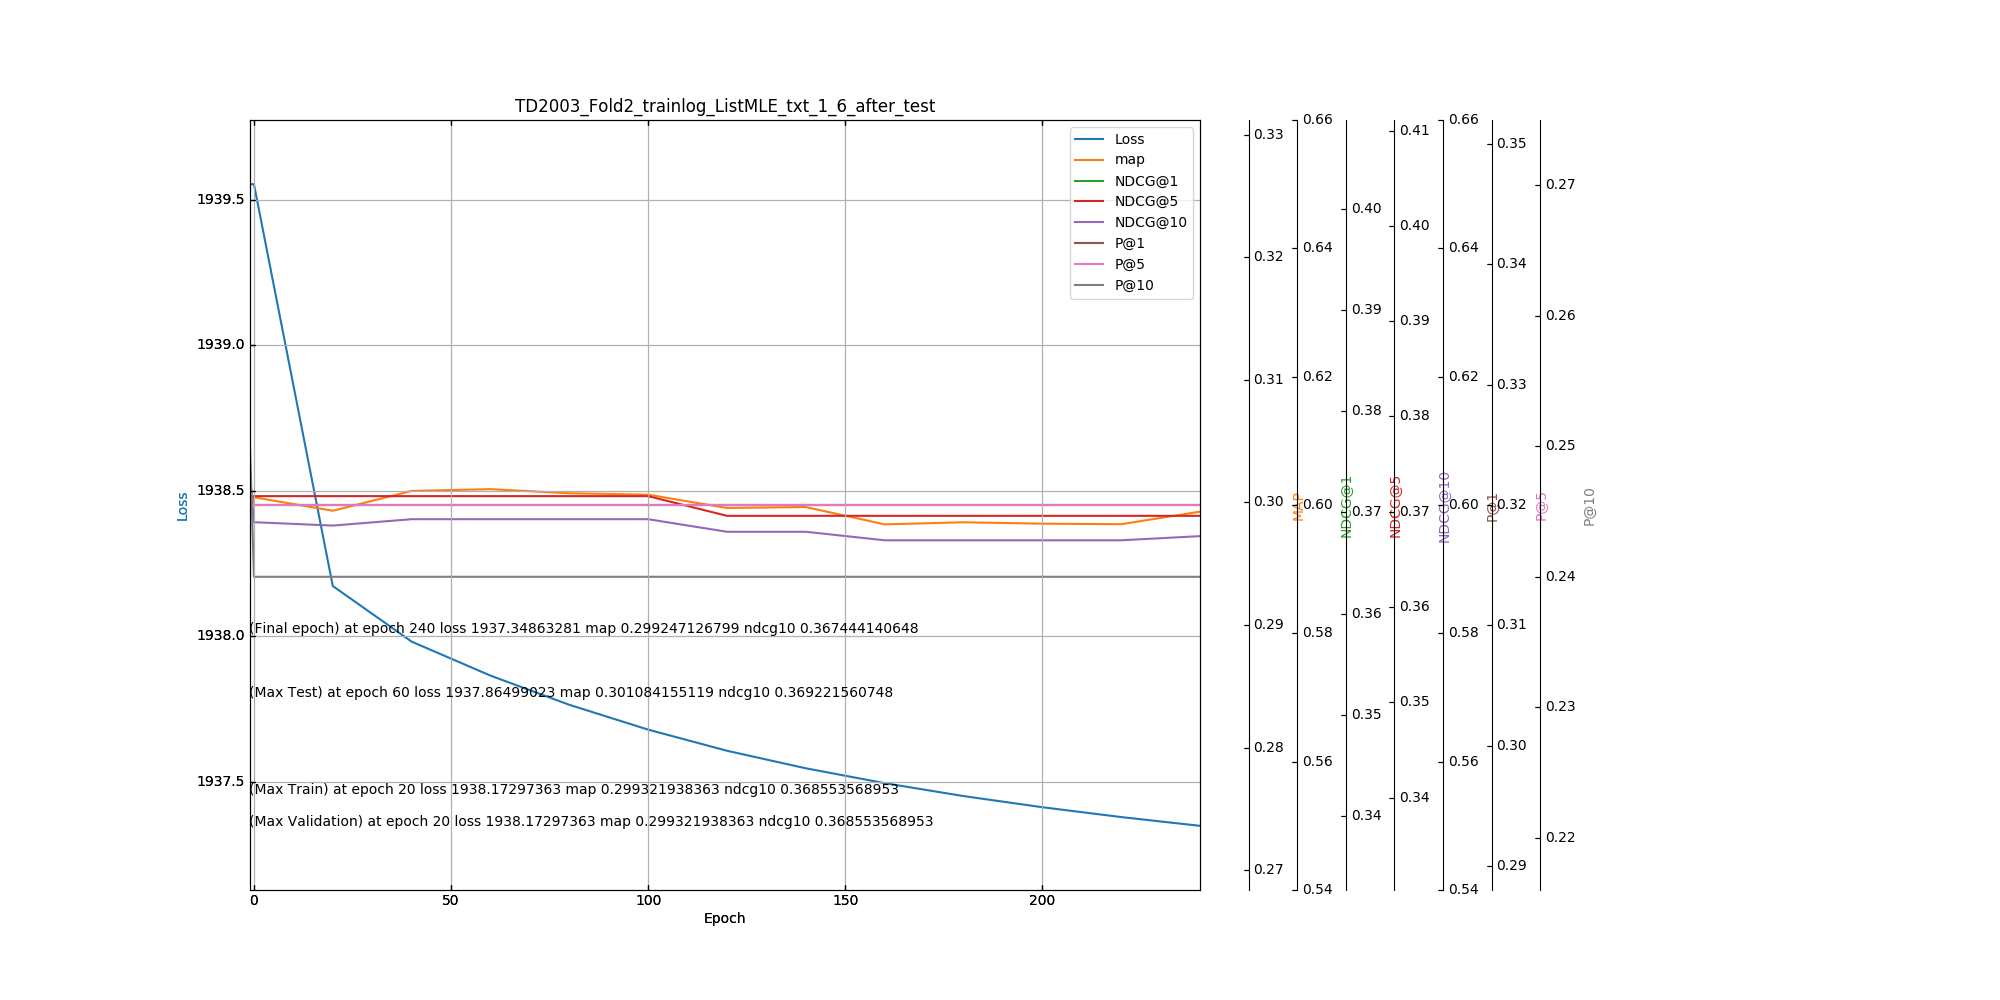 TD2003_Fold2_trainlog_ListMLE_txt_1_6_after_test
Loss
map
NDCG@1
NDCG@5
NDCG@10
P@1
P@5
P@10
1939.5
1939.0
1938.5
1938.0
1937.5
Loss
(Final epoch) at epoch 240 loss 1937.34863281 map 0.299247126799 ndcg10 0.367444140648
(Max Test) at epoch 60 loss 1937.86499023 map 0.301084155119 ndcg10 0.369221560748
(Max Train) at epoch 20 loss 1938.17297363 map 0.299321938363 ndcg10 0.368553568953
(Max Validation) at epoch 20 loss 1938.17297363 map 0.299321938363 ndcg10 0.368553568953
0 50 100 150 200
Epoch
0.33
0.32
0.31
0.30
0.29
0.28
0.27
MAP
0.66
0.64
0.62
0.60
0.58
0.56
0.54
NDCG@1
0.40
0.39
0.38
0.37
0.36
0.35
0.34
NDCG@5
0.41
0.40
0.39
0.38
0.37
0.36
0.35
0.34
NDCG@10
0.66
0.64
0.62
0.60
0.58
0.56
0.54
P@1
0.35
0.34
0.33
0.32
0.31
0.30
0.29
P@5
0.27
0.26
0.25
0.24
0.23
0.22
P@10